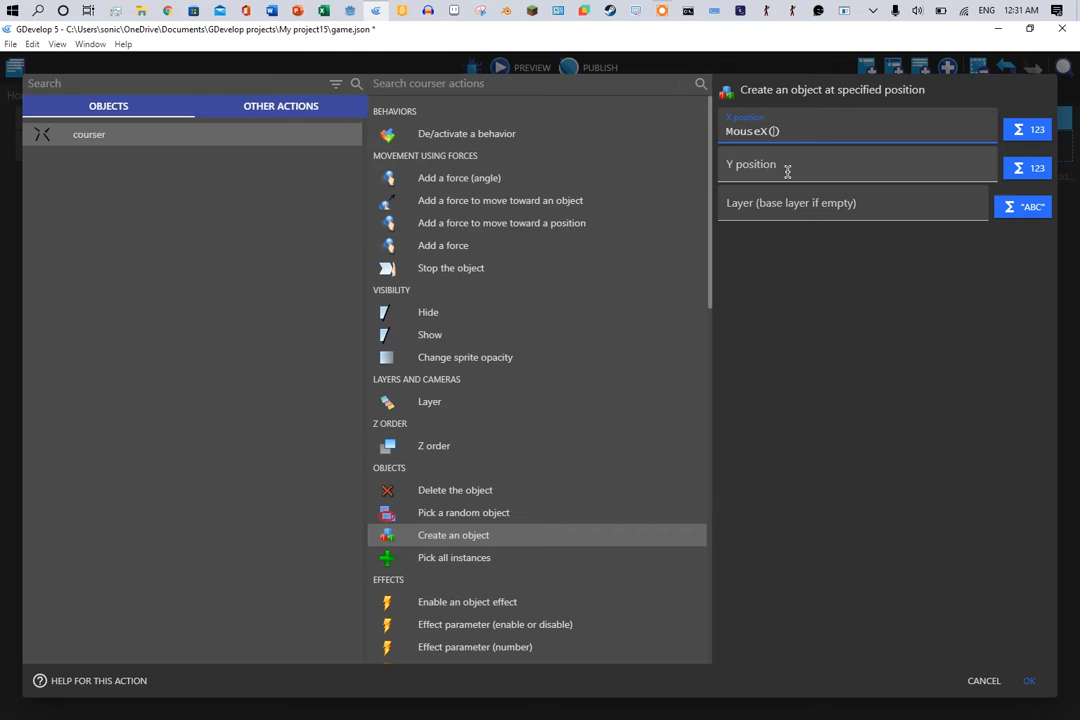 ENG 12:31 AM
GDevelop 5 - C:\Users\sonic\OneDrive\Documents\GDevelop projects\My project15\game.json *
File Edit View Window Help
PREVIEW PUBLISH
Search
OBJECTS OTHER ACTIONS
courser
Search courser actions
BEHAVIORS
De/activate a behavior
MOVEMENT USING FORCES
Add a force (angle)
Add a force to move toward an object
Add a force to move toward a position
Add a force
Stop the object
VISIBILITY
Hide
Show
Change sprite opacity
LAYERS AND CAMERAS
Layer
Z ORDER
Z order
OBJECTS
Delete the object
Pick a random object
Create an object
Pick all instances
EFFECTS
Enable an object effect
Effect parameter (enable or disable)
Effect parameter (number)
Create an object at specified position
X position
MouseX()
Σ 123
Y position
Σ 123
Layer (base layer if empty)
Σ "ABC"
HELP FOR THIS ACTION
CANCEL OK